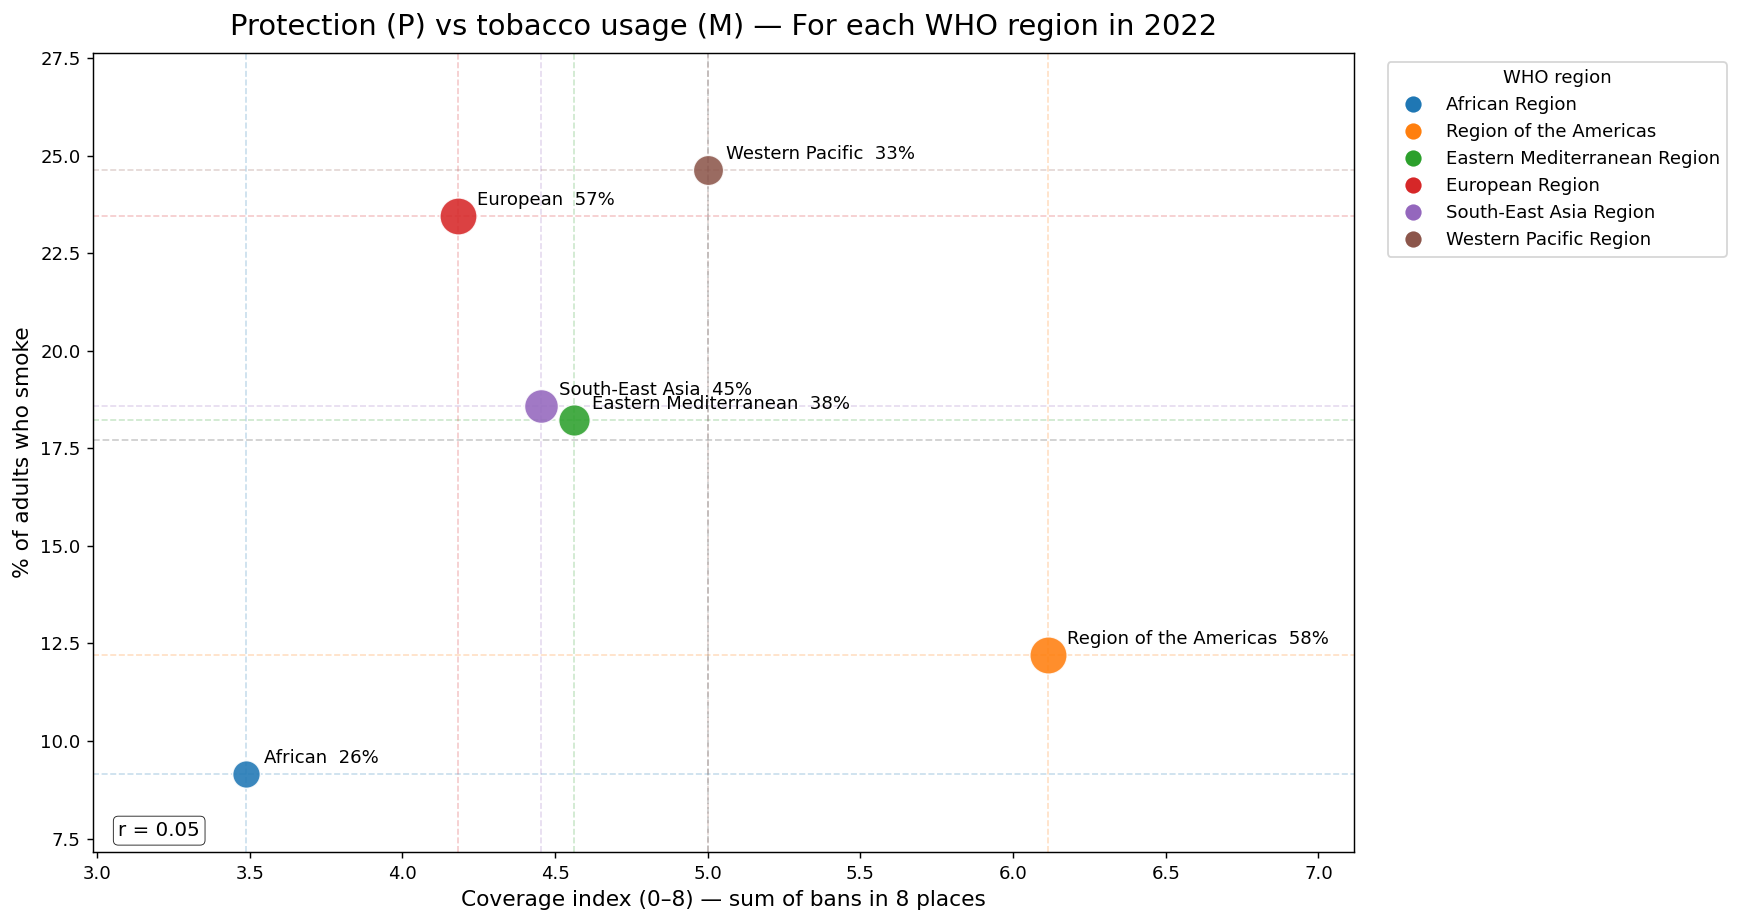 Protection (P) vs tobacco usage (M) — For each WHO region in 2022
27.5
25.0
22.5
20.0
17.5
15.0
12.5
10.0
7.5
% of adults who smoke
Western Pacific  33%
European  57%
South-East Asia  45%
Eastern Mediterranean  38%
Region of the Americas  58%
African  26%
r = 0.05
3.0 3.5 4.0 4.5 5.0 5.5 6.0 6.5 7.0
Coverage index (0–8) — sum of bans in 8 places
WHO region
African Region
Region of the Americas
Eastern Mediterranean Region
European Region
South-East Asia Region
Western Pacific Region